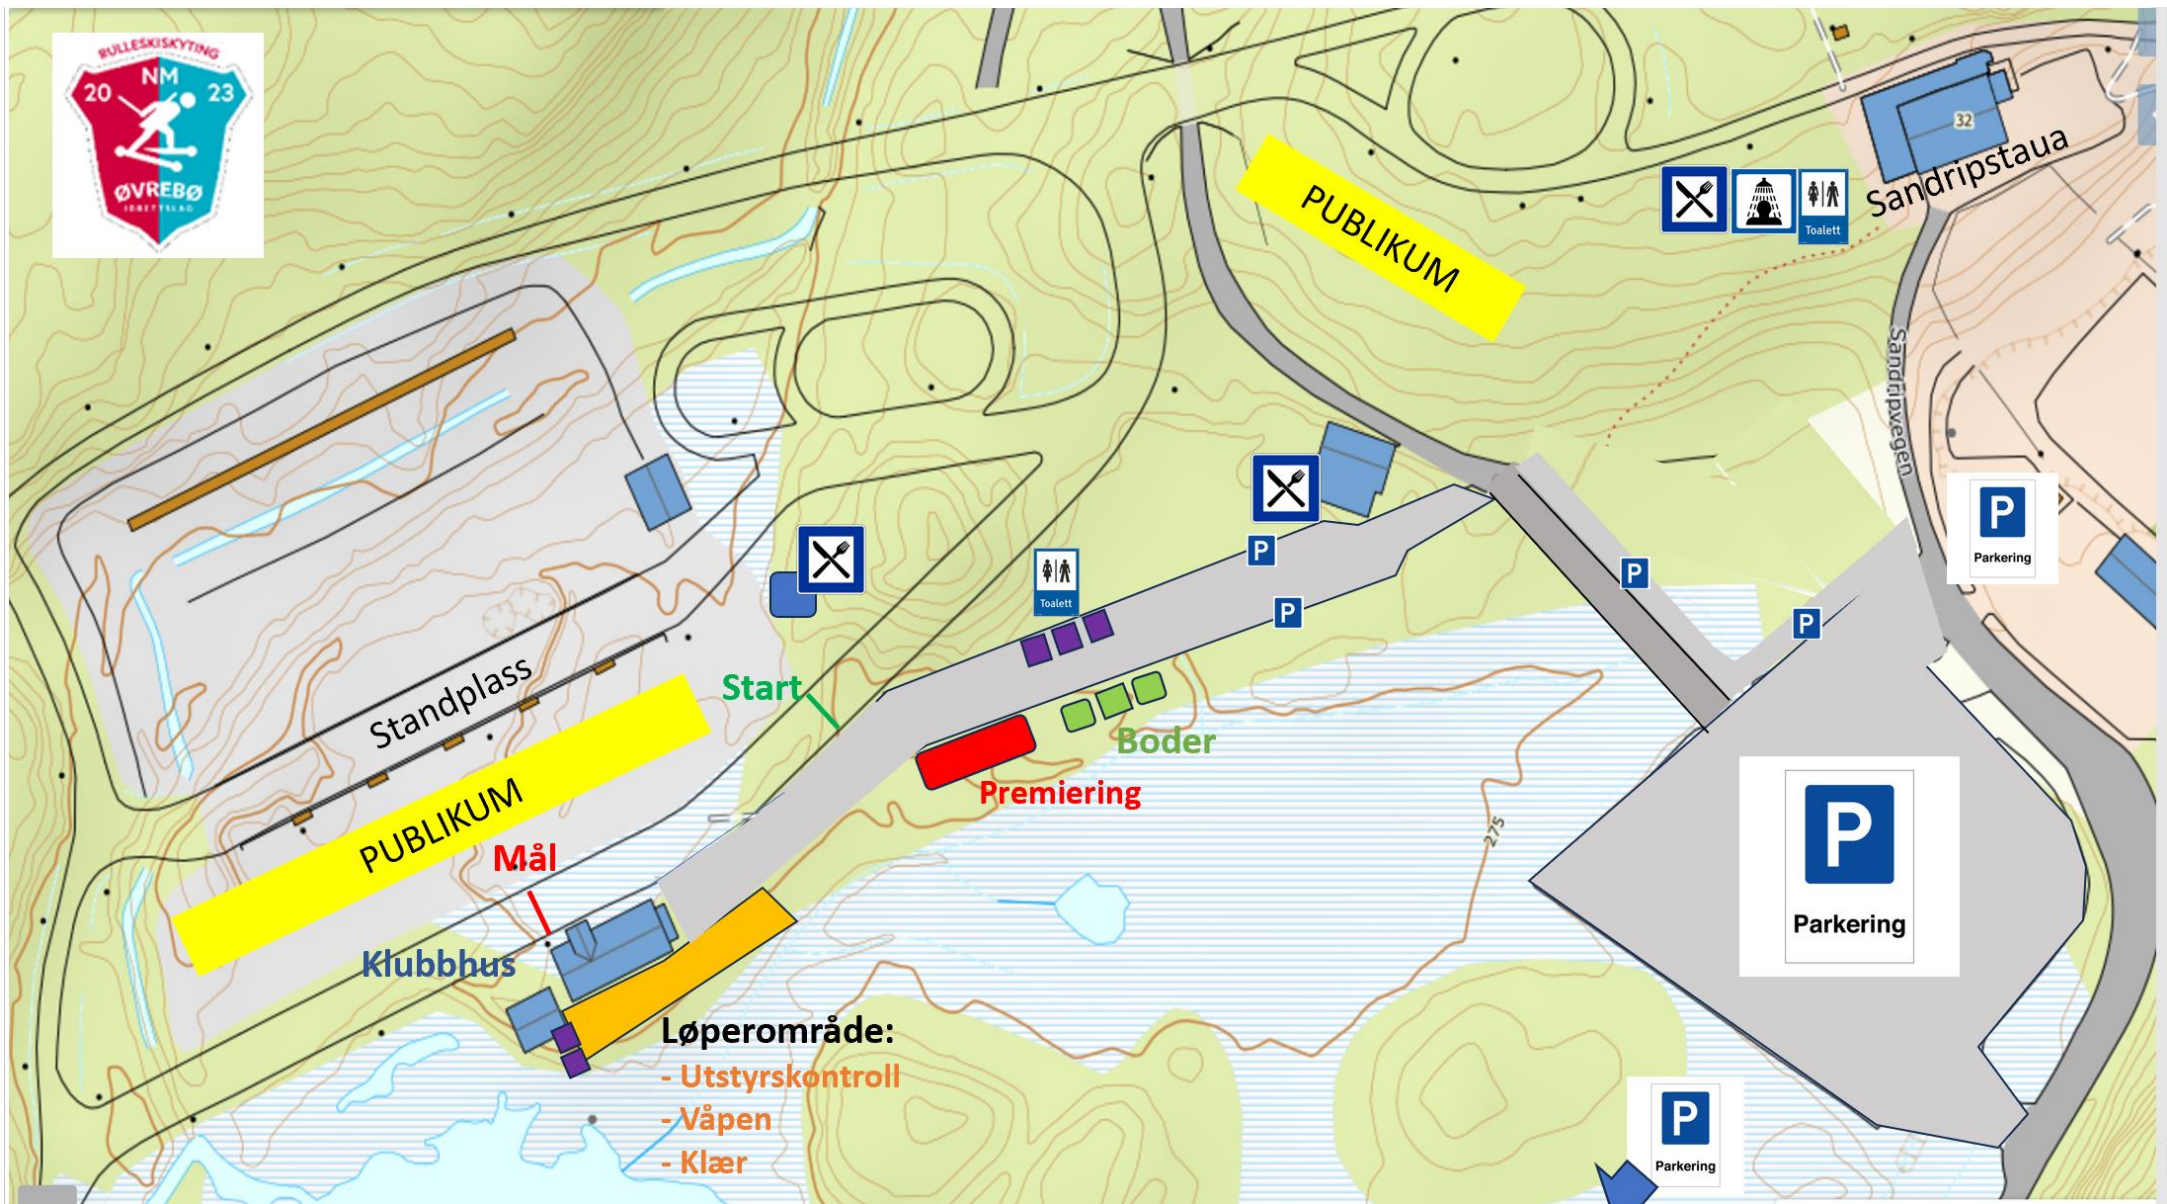 RULLESKISKYTING
NM
20 23
ØVREBØ
IDRETTSLAG
32
Sandripstaua
PUBLIKUM
Toalett
Sandripvegen
P
Parkering
P
P
P
P
Toalett
Standplass
Start
Boder
Premiering
PUBLIKUM
Mål
275
P
Parkering
Klubbhus
Løperområde:
- Utstyrskontroll
- Våpen
- Klær
P
Parkering